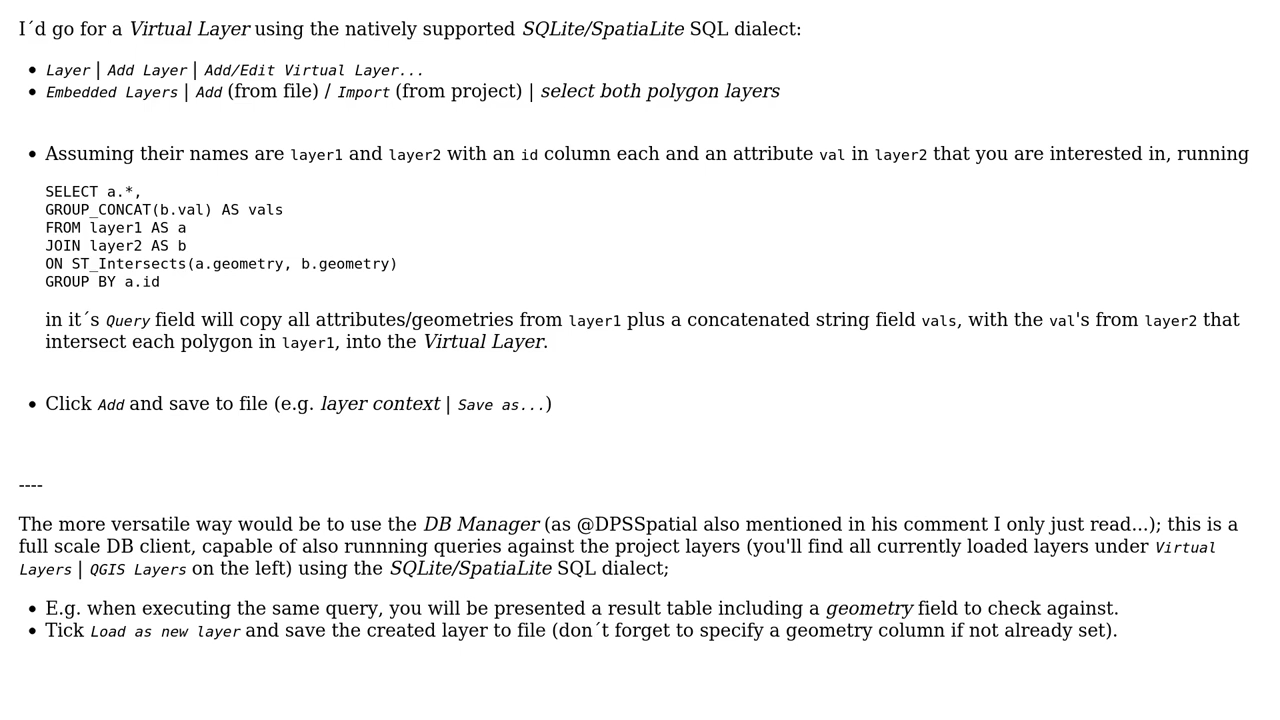 I´d go for a Virtual Layer using the natively supported SQLite/SpatiaLite SQL dialect:
• Layer | Add Layer | Add/Edit Virtual Layer...
• Embedded Layers | Add (from file) / Import (from project) | select both polygon layers
• Assuming their names are layer1 and layer2 with an id column each and an attribute val in layer2 that you are interested in, running
SELECT a.*,
GROUP_CONCAT(b.val) AS vals
FROM layer1 AS a
JOIN layer2 AS b
ON ST_Intersects(a.geometry, b.geometry)
GROUP BY a.id
in it´s Query field will copy all attributes/geometries from layer1 plus a concatenated string field vals, with the val's from layer2 that
intersect each polygon in layer1, into the Virtual Layer.
• Click Add and save to file (e.g. layer context | Save as...)
----
The more versatile way would be to use the DB Manager (as @DPSSpatial also mentioned in his comment I only just read...); this is a
full scale DB client, capable of also runnning queries against the project layers (you'll find all currently loaded layers under Virtual
Layers | QGIS Layers on the left) using the SQLite/SpatiaLite SQL dialect;
• E.g. when executing the same query, you will be presented a result table including a geometry field to check against.
• Tick Load as new layer and save the created layer to file (don´t forget to specify a geometry column if not already set).